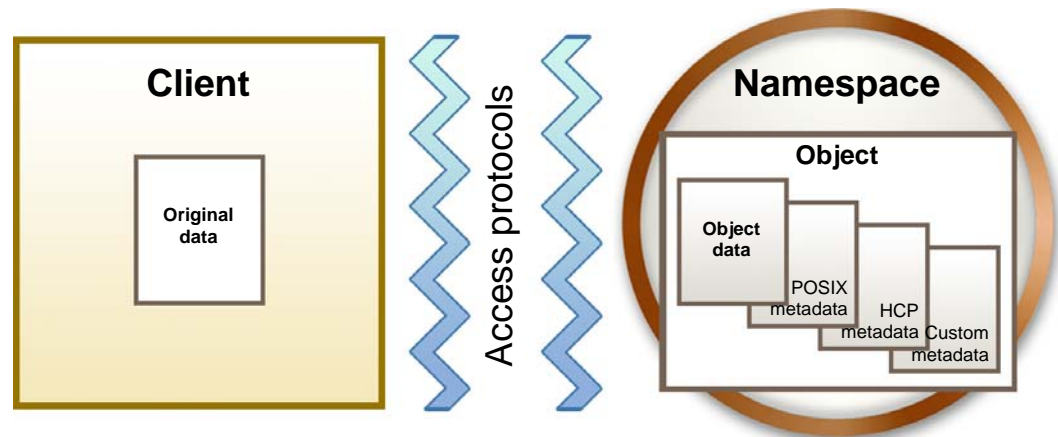 Client
Original
data
Access protocols
Namespace
Object
Object
data
POSIX
metadata
HCP
metadata
Custom
metadata